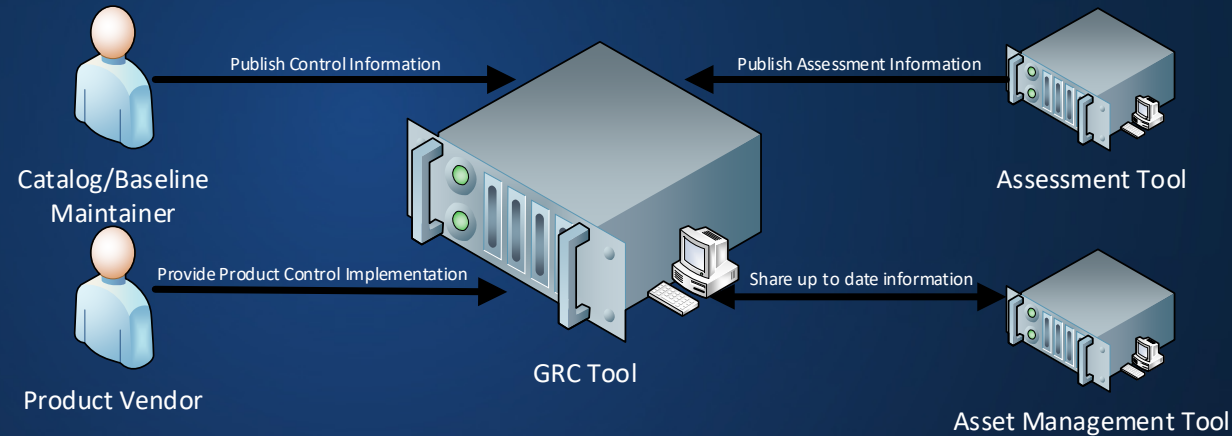 Publish Control Information
Publish Assessment Information
Catalog/Baseline
Maintainer
Assessment Tool
Provide Product Control Implementation
Share up to date information
GRC Tool
Product Vendor
Asset Management Tool